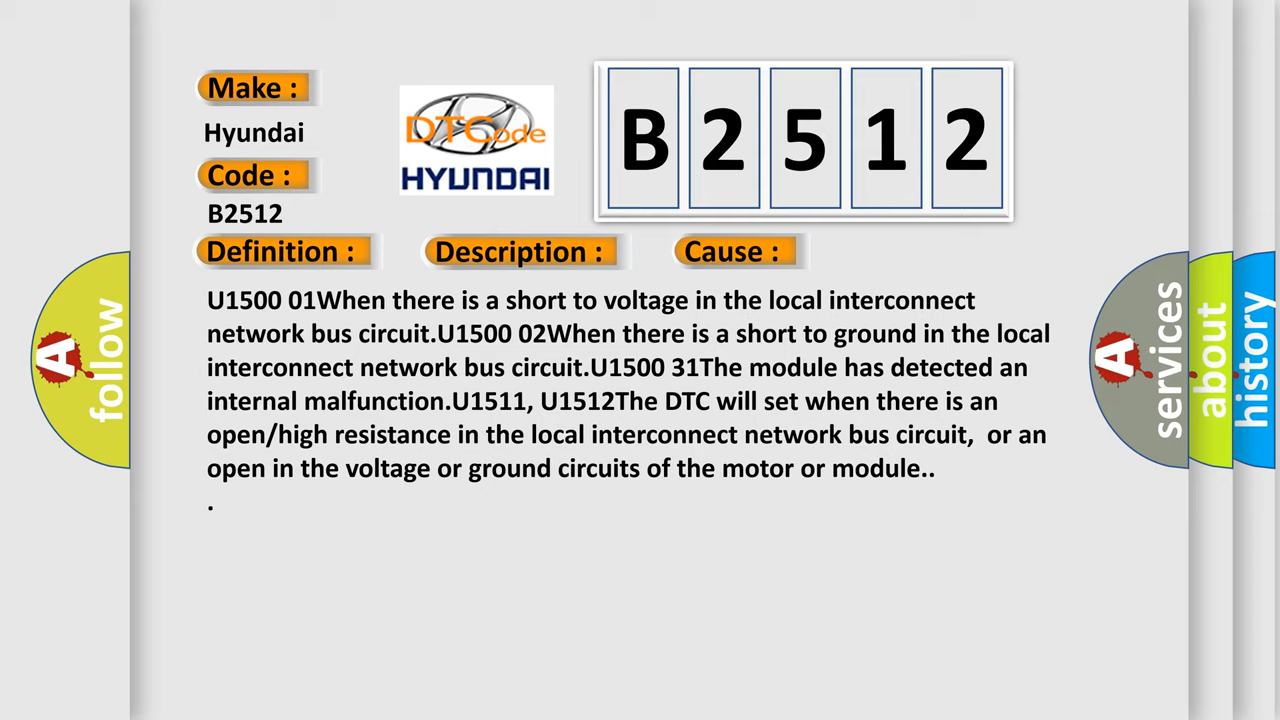 Make :
Hyundai
Code :
B2512
DTCode
HYUNDAI
B 2 5 1 2
Definition :
Description :
Cause :
U1500 01When there is a short to voltage in the local interconnect
network bus circuit.U1500 02When there is a short to ground in the local
interconnect network bus circuit.U1500 31The module has detected an
internal malfunction.U1511, U1512The DTC will set when there is an
open/high resistance in the local interconnect network bus circuit,  or an
open in the voltage or ground circuits of the motor or module..
.
A follow
A services
about
history